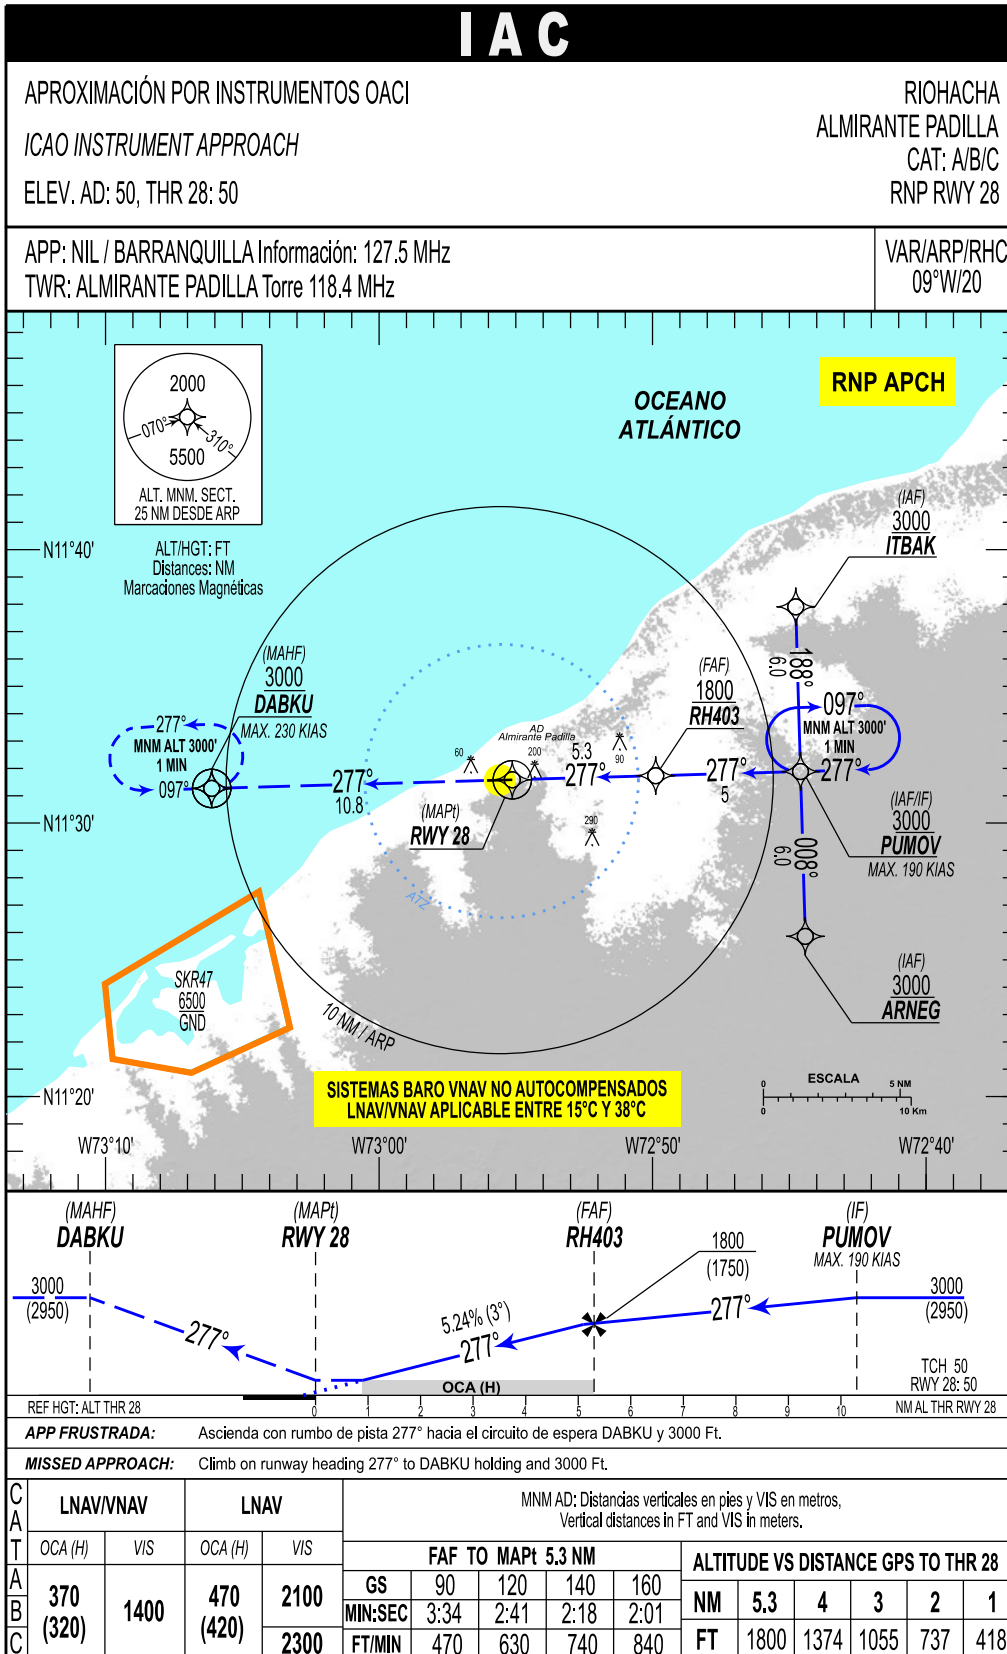 IAC
APROXIMACIÓN POR INSTRUMENTOS OACI
ICAO INSTRUMENT APPROACH
ELEV. AD: 50, THR 28: 50
RIOHACHA
ALMIRANTE PADILLA
CAT: A/B/C
RNP RWY 28
APP: NIL / BARRANQUILLA Información: 127.5 MHz
TWR: ALMIRANTE PADILLA Torre 118.4 MHz
VAR/ARP/RHC
09°W/20
2000
070°
310°
5500
ALT. MNM. SECT.
25 NM DESDE ARP
ALT/HGT: FT
Distances: NM
Marcaciones Magnéticas
OCEANO
ATLÁNTICO
RNP APCH
N11°40'
(IAF)
3000
ITBAK
188°
6.0
(MAHF)
3000
DABKU
MAX. 230 KIAS
277°
MNM ALT 3000'
1 MIN
097°
(FAF)
1800
RH403
097°
MNM ALT 3000'
1 MIN
277°
AD
Almirante Padilla
60
200
90
5.3
277°
277°
5
277°
10.8
(MAPt)
RWY 28
290
N11°30'
(IAF/IF)
3000
PUMOV
MAX. 190 KIAS
008°
6.0
ATZ
(IAF)
3000
ARNEG
SKR47
6500
GND
10 NM / ARP
SISTEMAS BARO VNAV NO AUTOCOMPENSADOS
LNAV/VNAV APLICABLE ENTRE 15°C Y 38°C
ESCALA
0 5 NM
0 10 Km
N11°20'
W73°10' W73°00' W72°50' W72°40'
(MAHF)
DABKU
(MAPt)
RWY 28
(FAF)
RH403
(IF)
PUMOV
MAX. 190 KIAS
1800
(1750)
3000
(2950)
3000
(2950)
277°
5.24% (3°)
277°
277°
OCA (H)
TCH 50
RWY 28: 50
REF HGT: ALT THR 28
0 1 2 3 4 5 6 7 8 9 10
NM AL THR RWY 28
APP FRUSTRADA: Ascienda con rumbo de pista 277° hacia el circuito de espera DABKU y 3000 Ft.
MISSED APPROACH: Climb on runway heading 277° to DABKU holding and 3000 Ft.
CAT
LNAV/VNAV LNAV
OCA (H) VIS OCA (H) VIS
A
B
C
370
(320)
1400
470
(420)
2100
2300
MNM AD: Distancias verticales en pies y VIS en metros,
Vertical distances in FT and VIS in meters.
FAF TO MAPt 5.3 NM
GS 90 120 140 160
MIN:SEC 3:34 2:41 2:18 2:01
FT/MIN 470 630 740 840
ALTITUDE VS DISTANCE GPS TO THR 28
NM 5.3 4 3 2 1
FT 1800 1374 1055 737 418